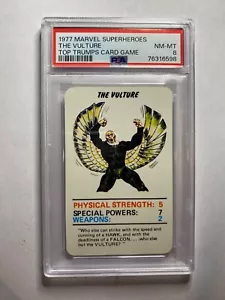 1977 MARVEL SUPERHEROES
THE VULTURE
NM-MT
TOP TRUMPS CARD GAME
8
PSA
76316598
THE VULTURE
PHYSICAL STRENGTH: 5
SPECIAL POWERS: 7
WEAPONS: 2
"Who else can strike with the speed and
cunning of a HAWK, and with the
deadliness of a FALCON. . . . who else
but the VULTURE!"